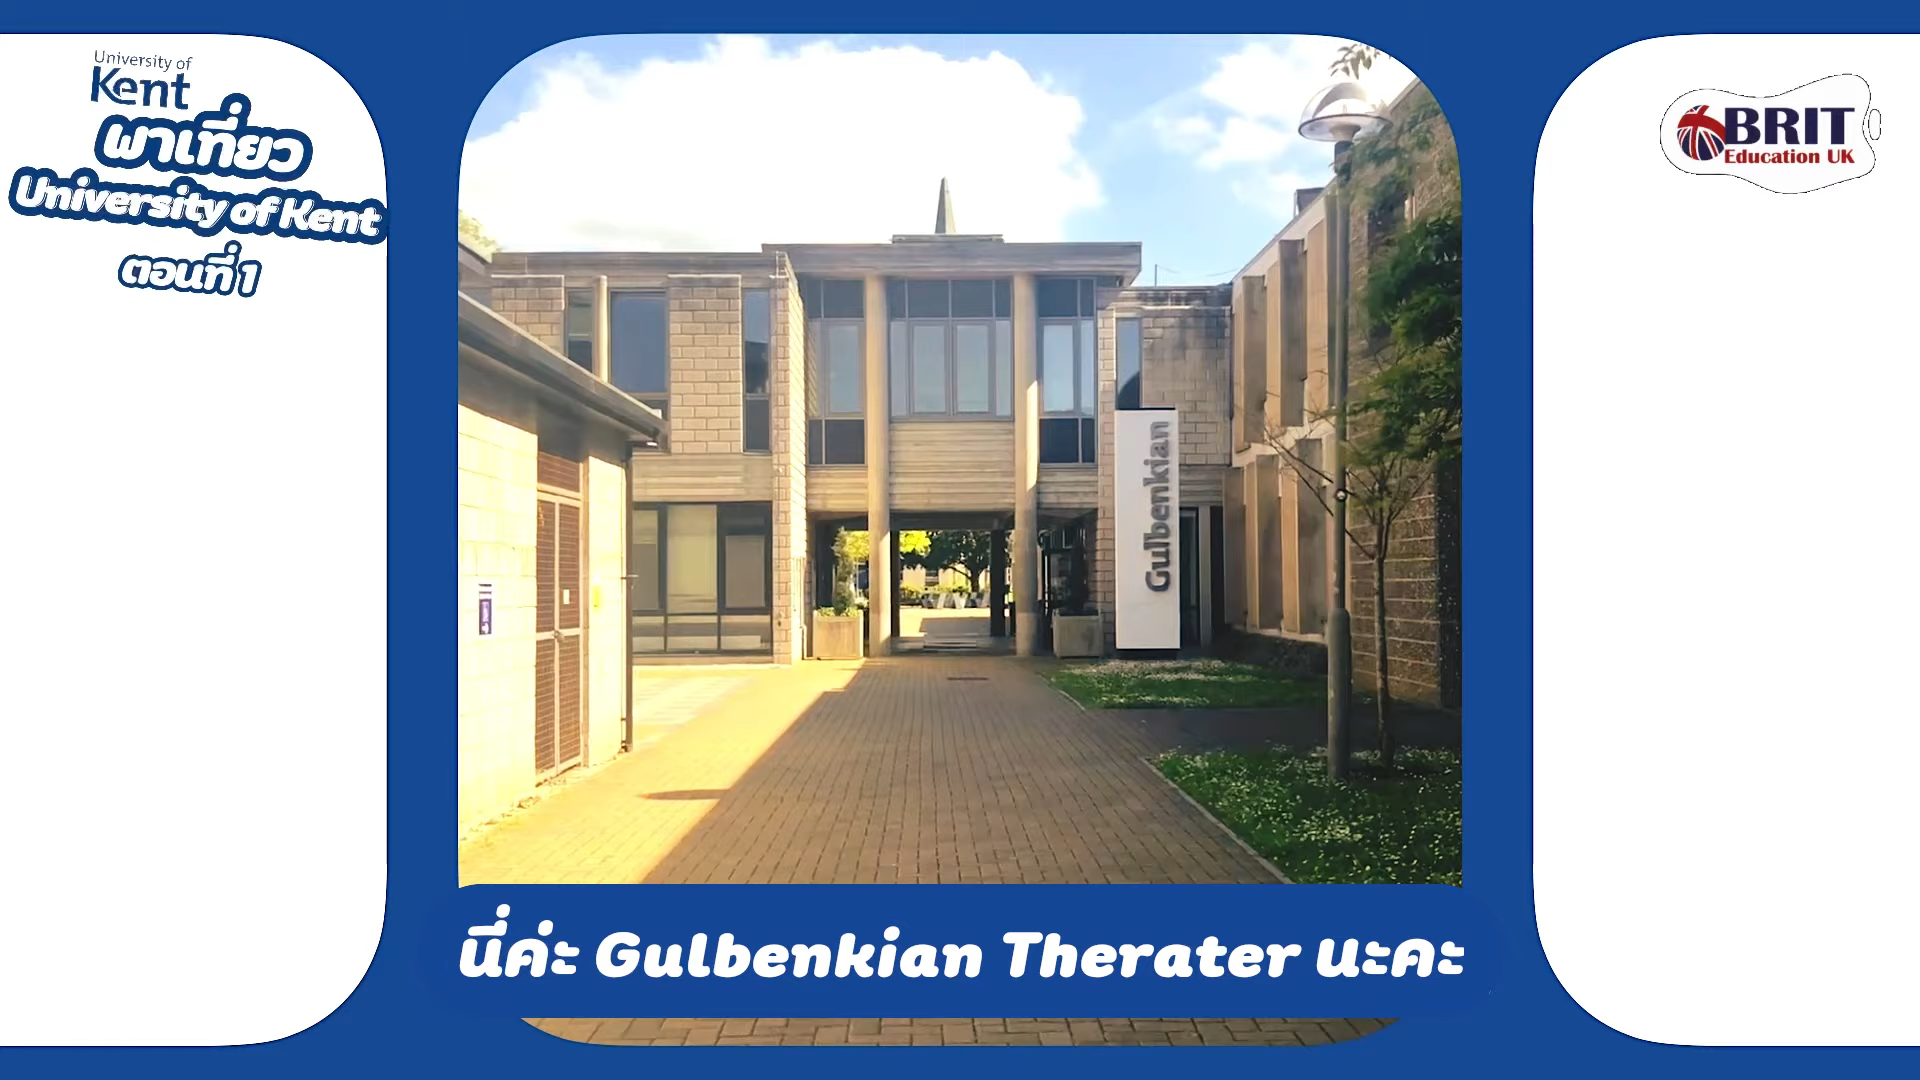 University of
Kent
พาเที่ยว
University of Kent
ตอนที่ 1
BRIT
Education UK
Gulbenkian
นี่ค่ะ Gulbenkian Therater นะคะ